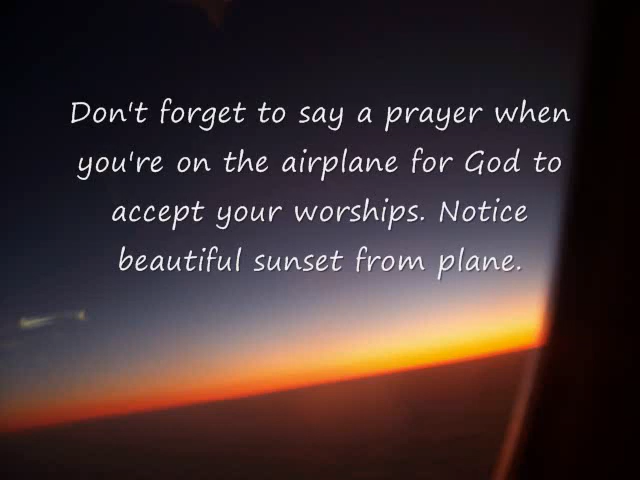 Don't forget to say a prayer when
you're on the airplane for God to
accept your worships. Notice
beautiful sunset from plane.